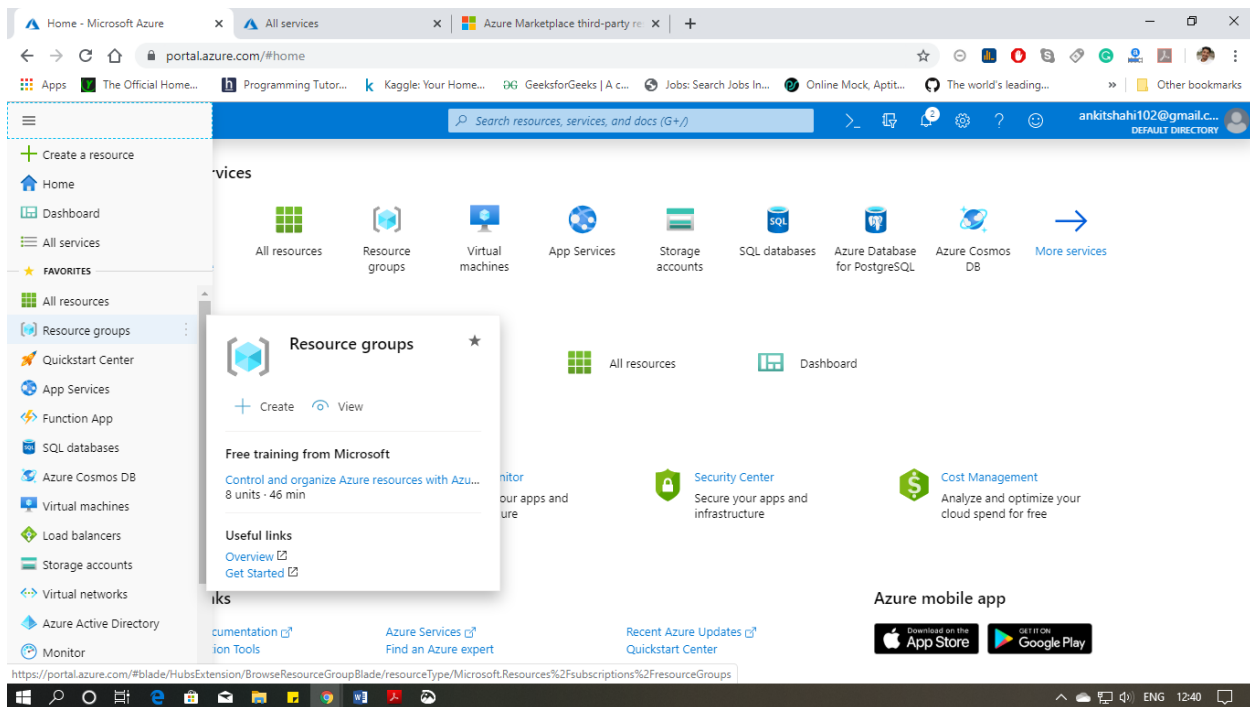 Home - Microsoft Azure
All services
Azure Marketplace third-party re
portal.azure.com/#home
Apps
The Official Home...
Programming Tutor...
Kaggle: Your Home...
GeeksforGeeks | A c...
Jobs: Search Jobs In...
Online Mock, Aptit...
The world's leading...
»
Other bookmarks
Search resources, services, and docs (G+/)
2
ankitshahi102@gmail.c...
DEFAULT DIRECTORY
Create a resource
Home
Dashboard
All services
FAVORITES
All resources
Resource groups
Quickstart Center
App Services
Function App
SQL databases
Azure Cosmos DB
Virtual machines
Load balancers
Storage accounts
Virtual networks
Azure Active Directory
Monitor
rvices
All resources
Resource groups
Virtual machines
App Services
Storage accounts
SQL databases
Azure Database for PostgreSQL
Azure Cosmos DB
More services
Resource groups
Create
View
Free training from Microsoft
Control and organize Azure resources with Azu...
8 units · 46 min
Useful links
Overview
Get Started
All resources
Dashboard
nitor
our apps and
ure
Security Center
Secure your apps and
infrastructure
Cost Management
Analyze and optimize your
cloud spend for free
ks
cumentation
Azure Services
Recent Azure Updates
ion Tools
Find an Azure expert
Quickstart Center
Azure mobile app
Download on the
App Store
GET IT ON
Google Play
https://portal.azure.com/#blade/HubsExtension/BrowseResourceGroupBlade/resourceType/Microsoft.Resources%2Fsubscriptions%2FresourceGroups
ENG
12:40